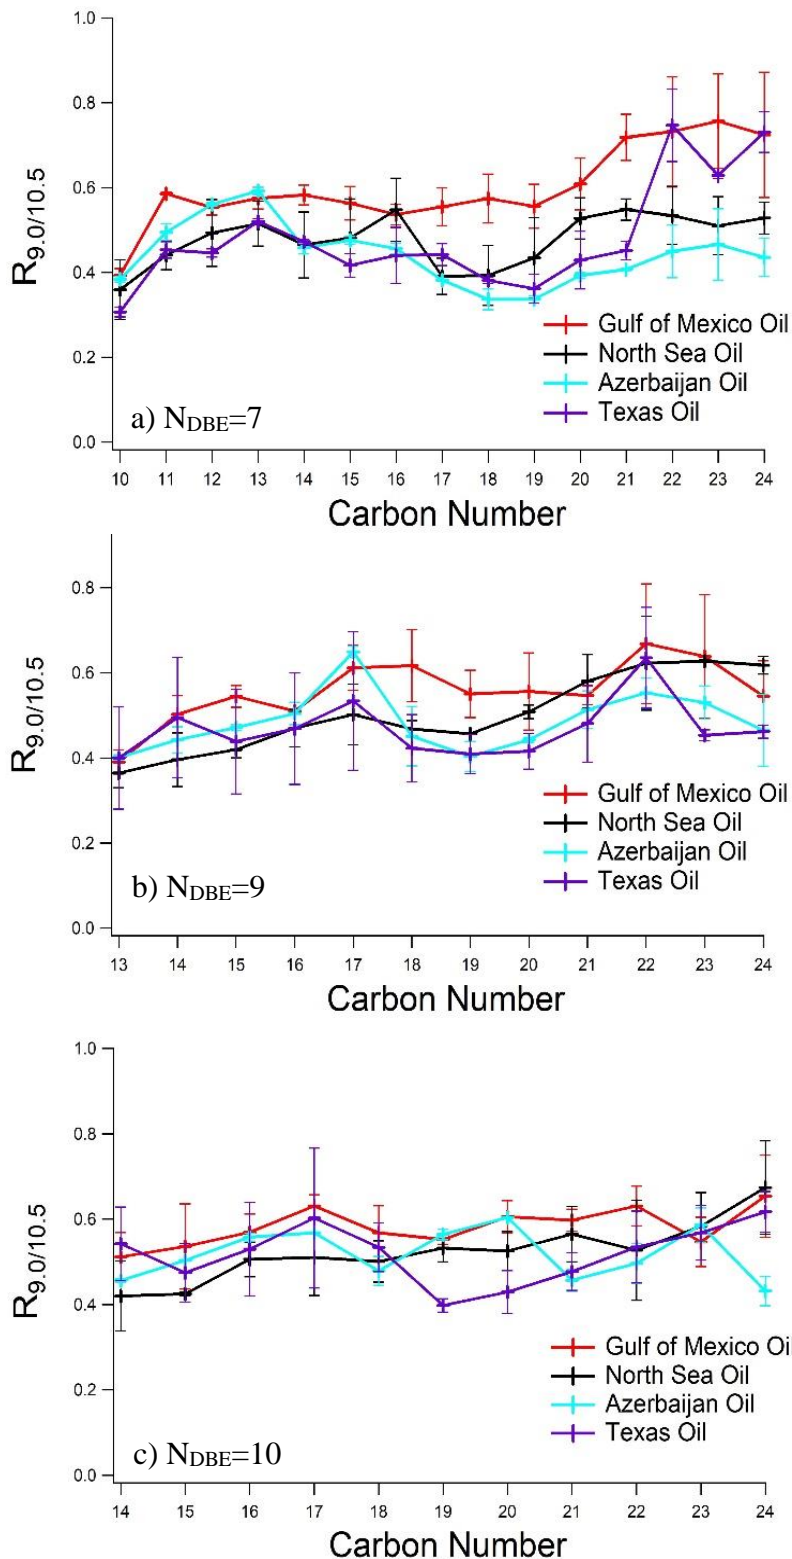 1.0
0.8
0.6
0.4
0.2
0.0
R9.0/10.5
Gulf of Mexico Oil
North Sea Oil
Azerbaijan Oil
Texas Oil
a) NDBE=7
10 11 12 13 14 15 16 17 18 19 20 21 22 23 24
Carbon Number
0.8
0.6
0.4
0.2
0.0
R9.0/10.5
Gulf of Mexico Oil
North Sea Oil
Azerbaijan Oil
Texas Oil
b) NDBE=9
13 14 15 16 17 18 19 20 21 22 23 24
Carbon Number
1.0
0.8
0.6
0.4
0.2
0.0
R9.0/10.5
Gulf of Mexico Oil
North Sea Oil
Azerbaijan Oil
Texas Oil
c) NDBE=10
14 15 16 17 18 19 20 21 22 23 24
Carbon Number